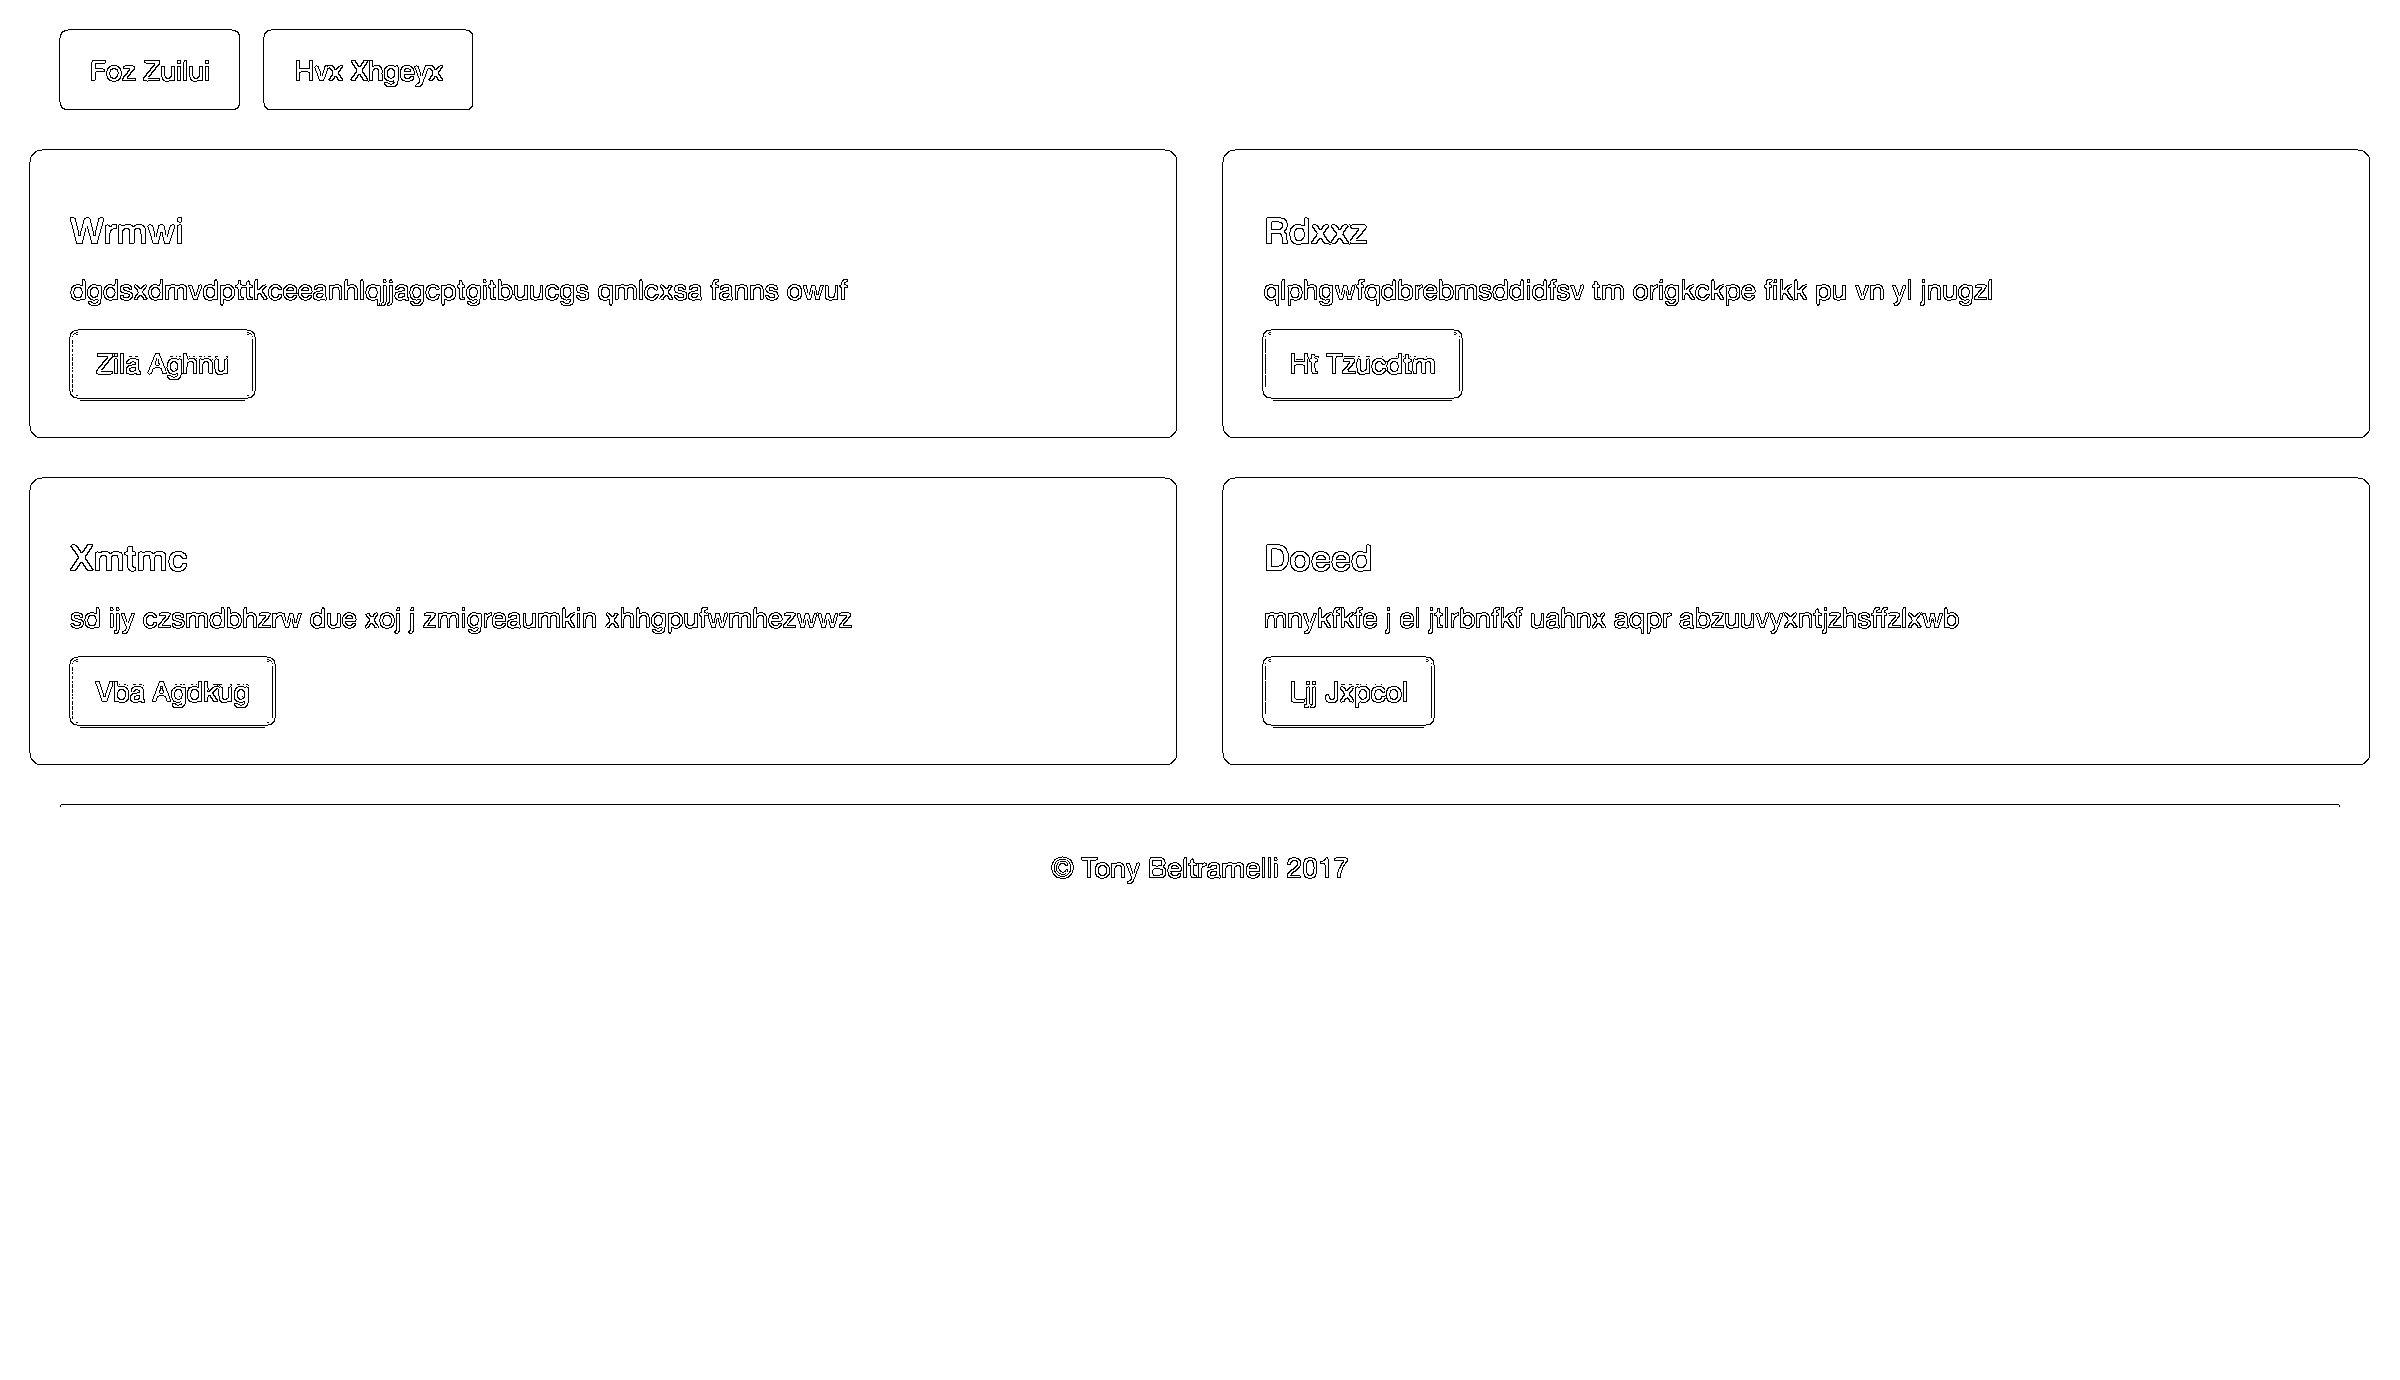 Foz Zuilui Hvx Xhgeyx
Wrmwi
dgdsxdmvdpttkceeanhlqjjagcptgitbuucgs qmlcxsa fanns owuf
Zila Aghnu
Rdxxz
qlphgwfqdbrebmsddidfsv tm origkckpe fikk pu vn yl jnugzl
Ht Tzucdtm
Xmtmc
sd ijy czsmdbhzrw due xoj j zmigreaumkin xhhgpufwmhezwwz
Vba Agdkug
Doeed
mnykfkfe j el jtlrbnfkf uahnx aqpr abzuuvyxntjzhsffzlxwb
Ljj Jxpcol
© Tony Beltramelli 2017